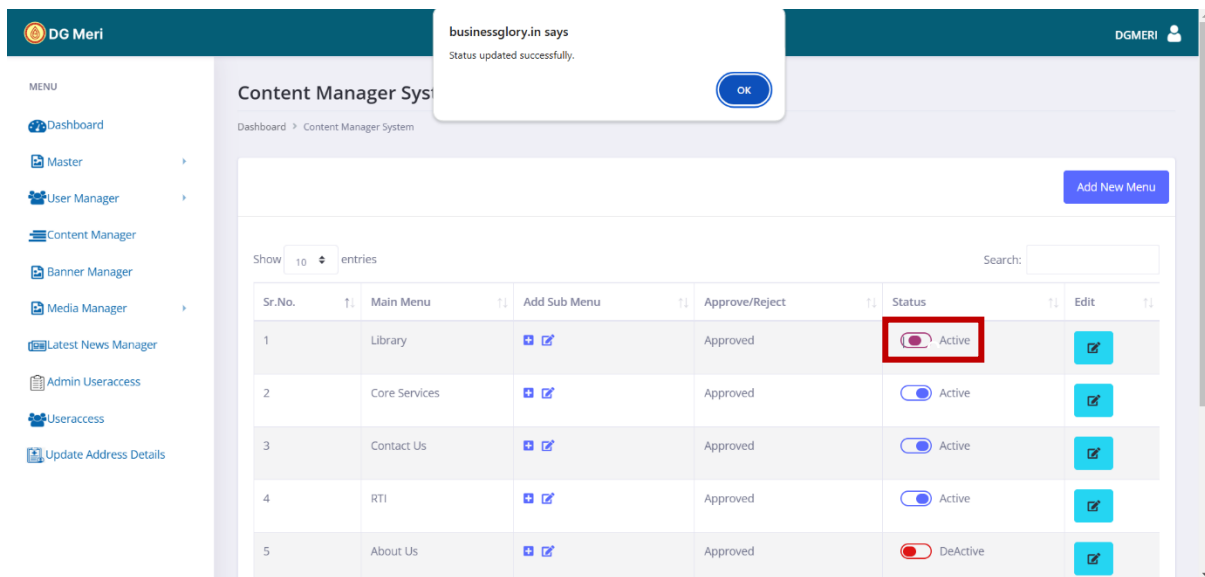 DG Meri
businessglory.in says
Status updated successfully.
OK
DGMERI
MENU
Dashboard
Master
User Manager
Content Manager
Banner Manager
Media Manager
Latest News Manager
Admin Useraccess
Useraccess
Update Address Details
Content Manager Syst
Dashboard > Content Manager System
Add New Menu
Show 10 entries
Search:
Sr.No. Main Menu Add Sub Menu Approve/Reject Status Edit
1 Library Approved Active
2 Core Services Approved Active
3 Contact Us Approved Active
4 RTI Approved Active
5 About Us Approved DeActive